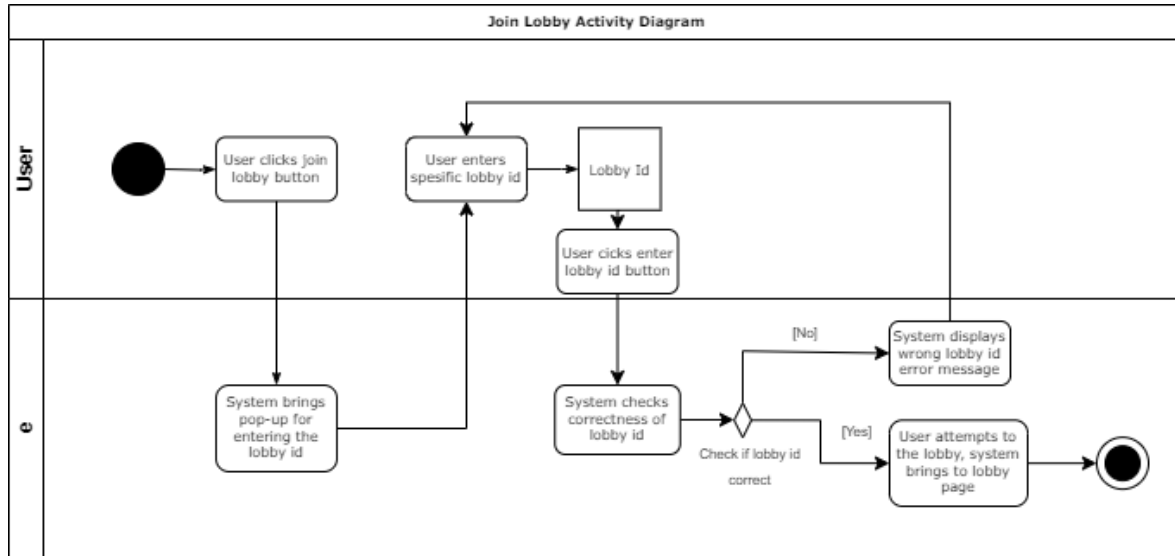 Join Lobby Activity Diagram
User
User clicks join
lobby button
User enters
spesific lobby id
Lobby Id
User cicks enter
lobby id button
e
System brings
pop-up for
entering the
lobby id
System checks
correctness of
lobby id
Check if lobby id
correct
[No]
System displays
wrong lobby id
error message
[Yes]
User attempts to
the lobby, system
brings to lobby
page